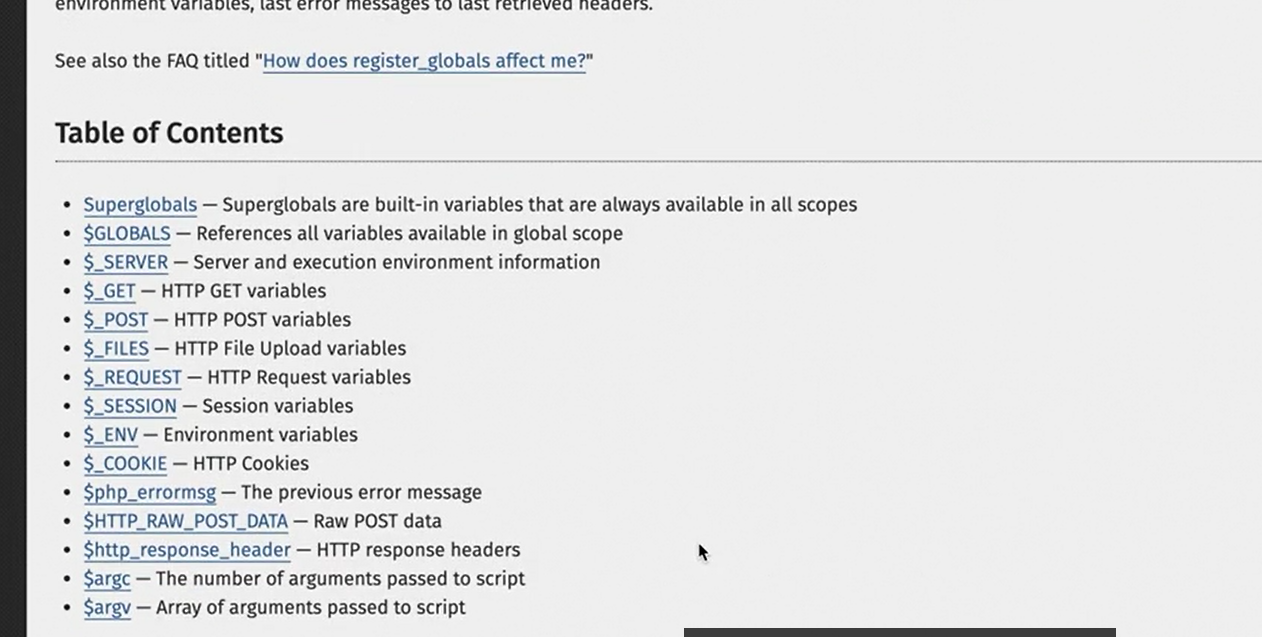 environment variables, last error messages to last retrieved headers.
See also the FAQ titled "How does register_globals affect me?"
Table of Contents
• Superglobals — Superglobals are built-in variables that are always available in all scopes
• $GLOBALS — References all variables available in global scope
• $_SERVER — Server and execution environment information
• $_GET — HTTP GET variables
• $_POST — HTTP POST variables
• $_FILES — HTTP File Upload variables
• $_REQUEST — HTTP Request variables
• $_SESSION — Session variables
• $_ENV — Environment variables
• $_COOKIE — HTTP Cookies
• $php_errormsg — The previous error message
• $HTTP_RAW_POST_DATA — Raw POST data
• $http_response_header — HTTP response headers
• $argc — The number of arguments passed to script
• $argv — Array of arguments passed to script